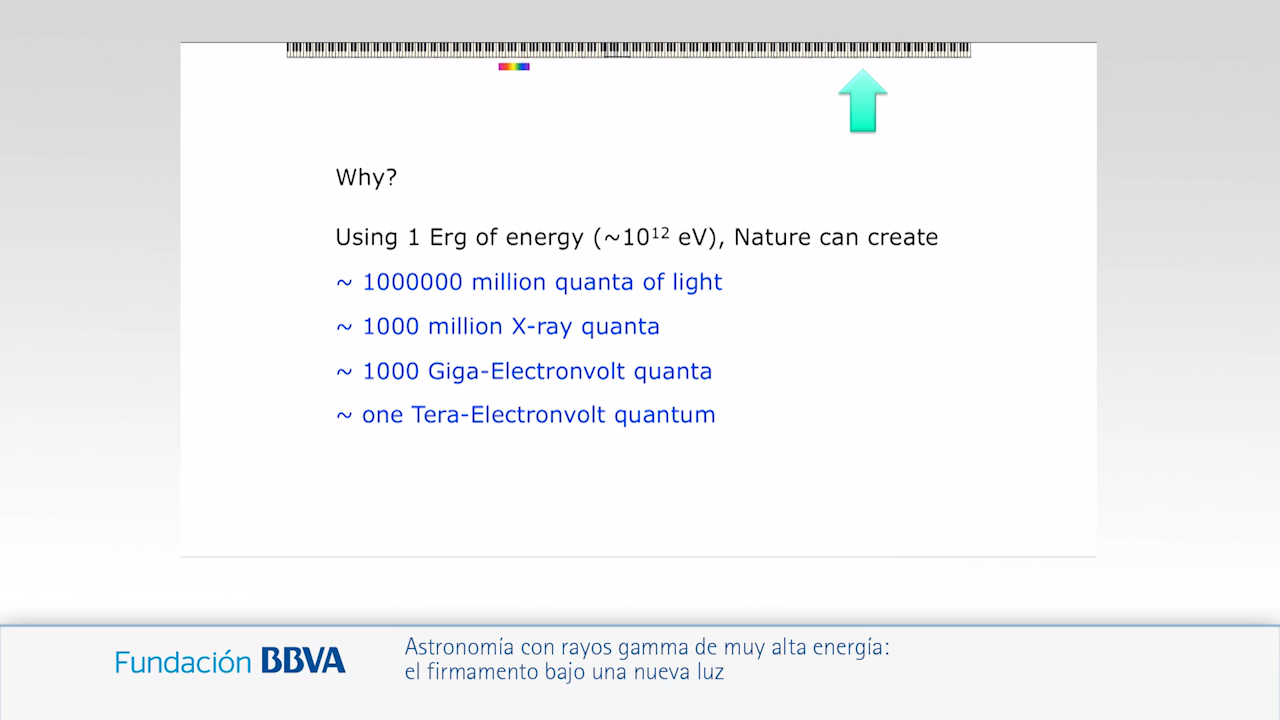 Why?
Using 1 Erg of energy (~10¹² eV), Nature can create
~ 1000000 million quanta of light
~ 1000 million X-ray quanta
~ 1000 Giga-Electronvolt quanta
~ one Tera-Electronvolt quantum
Fundación BBVA
Astronomía con rayos gamma de muy alta energía:
el firmamento bajo una nueva luz